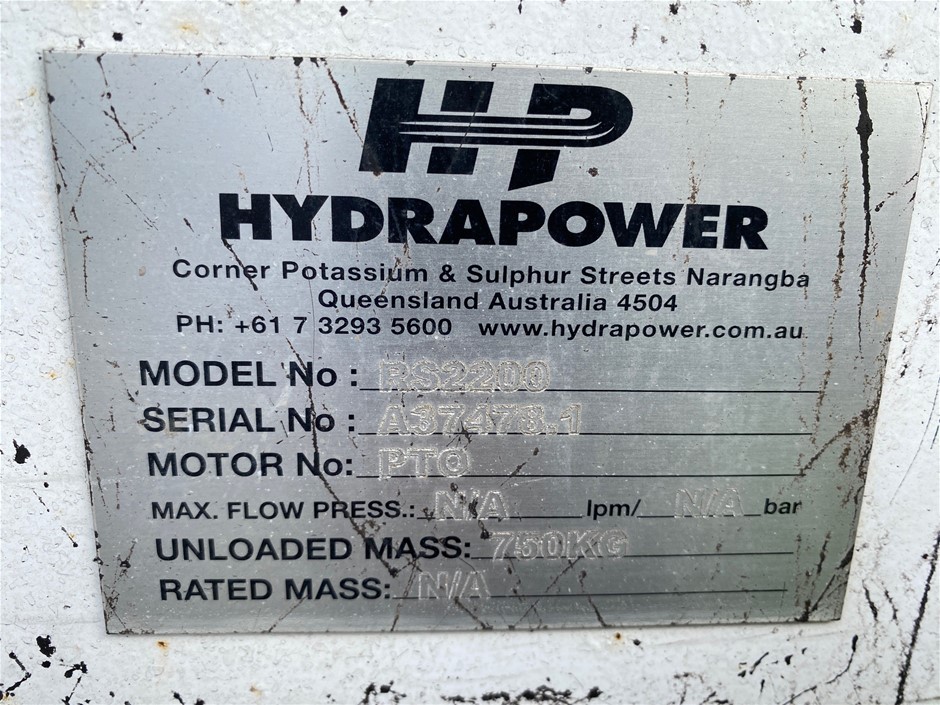 HP
HYDRAPOWER
Corner Potassium & Sulphur Streets Narangba
Queensland Australia 4504
PH: +61 7 3293 5600 www.hydrapower.com.au
MODEL No : RS2200
SERIAL No : A37478.1
MOTOR No: PTO
MAX. FLOW PRESS.: N/A lpm/ N/A bar
UNLOADED MASS: 750KG
RATED MASS: N/A